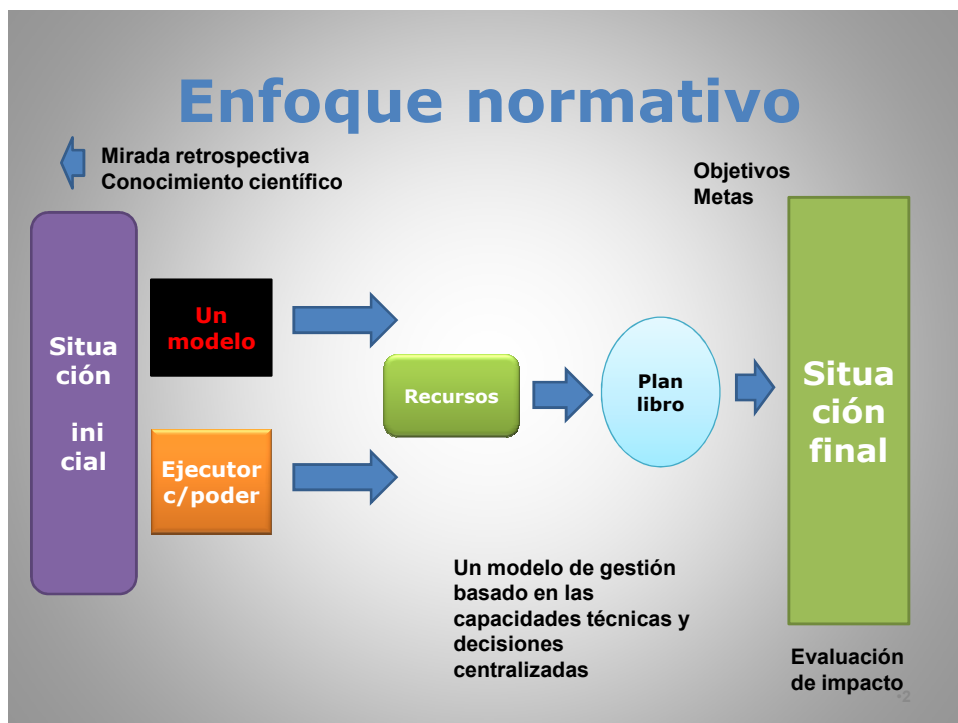 Enfoque normativo
Mirada retrospectiva
Conocimiento científico
Objetivos
Metas
Situa
ción
ini
cial
Un
modelo
Ejecutor
c/poder
Recursos
Plan
libro
Situa
ción
final
Un modelo de gestión
basado en las
capacidades técnicas y
decisiones
centralizadas
Evaluación
de impacto
•2